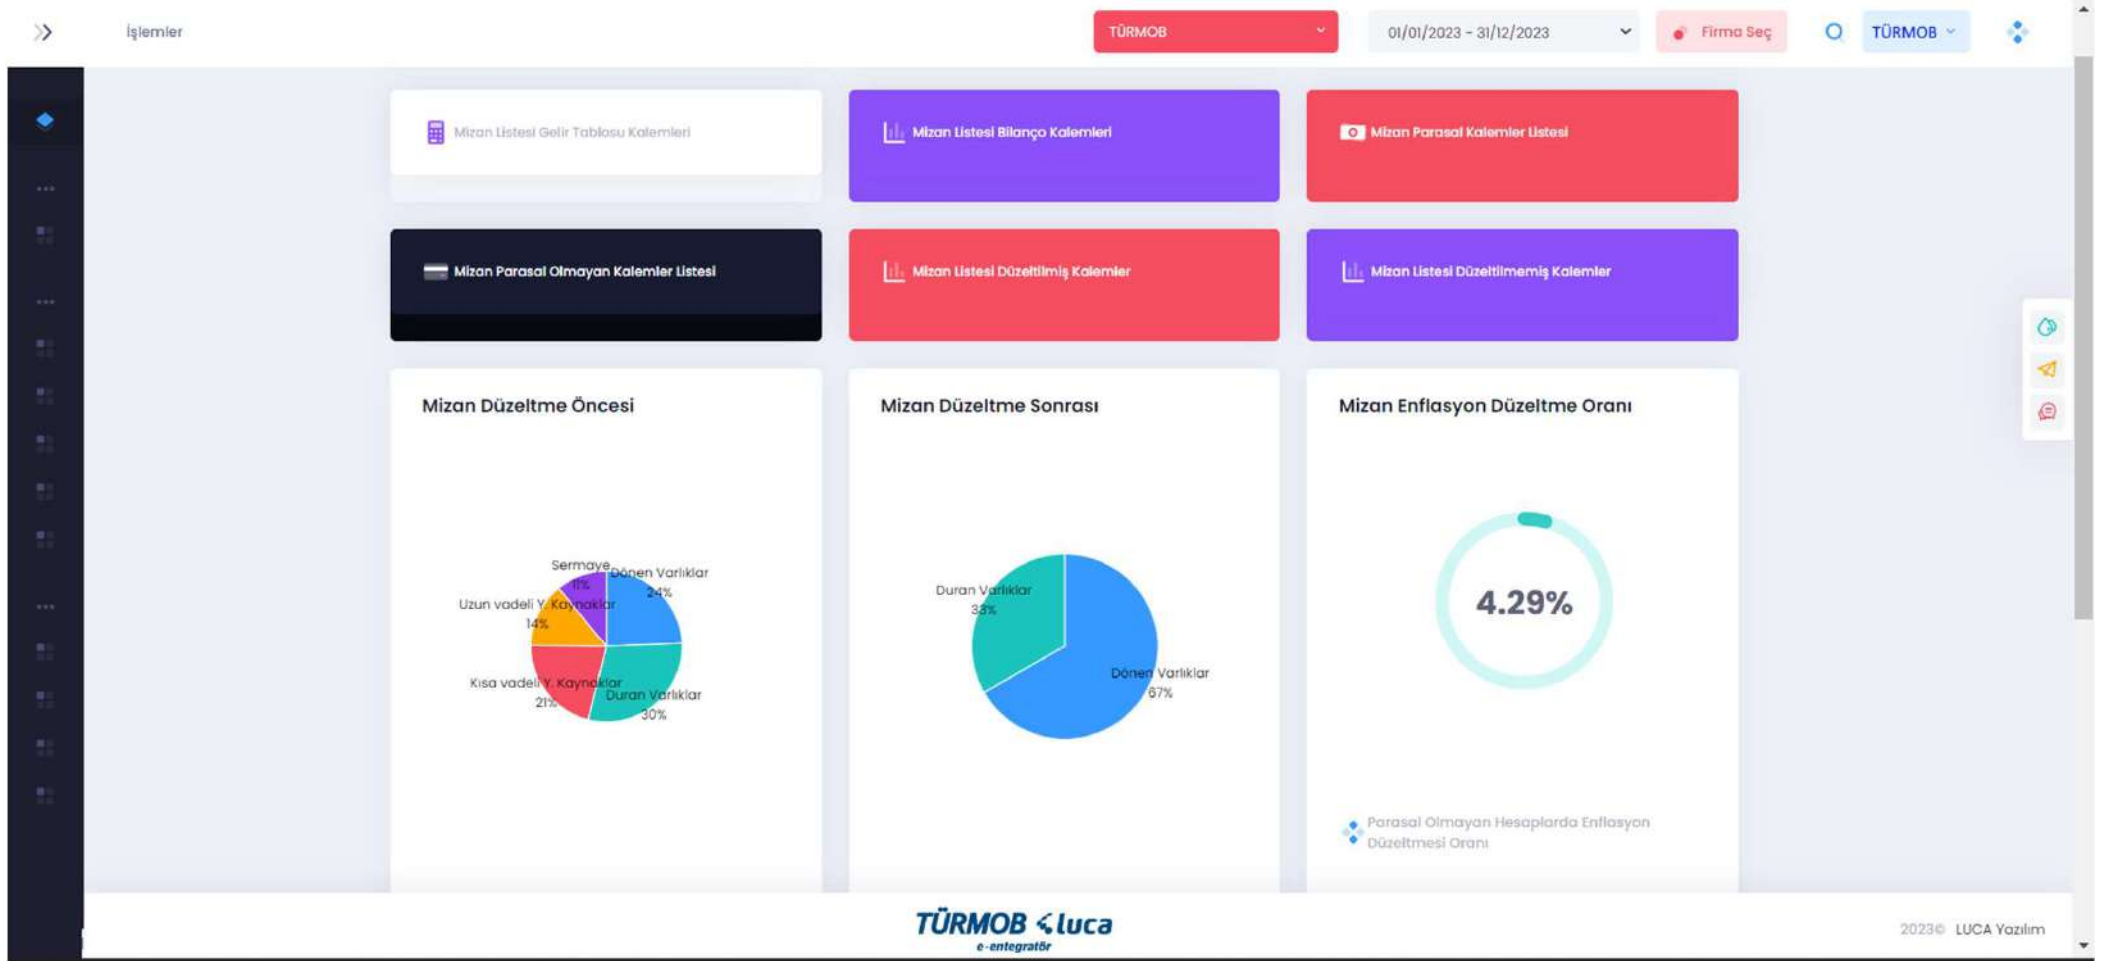 İşlemler
TÜRMOB
01/01/2023 - 31/12/2023
Firma Seç
TÜRMOB
Mizan Listesi Gelir Tablosu Kalemleri
Mizan Listesi Bilanço Kalemleri
Mizan Parasal Kalemler Listesi
Mizan Parasal Olmayan Kalemler Listesi
Mizan Listesi Düzeltilmiş Kalemler
Mizan Listesi Düzeltilmemiş Kalemler
Mizan Düzeltme Öncesi
Sermaye
11%
Dönen Varlıklar
24%
Uzun vadeli Y. Kaynaklar
14%
Kısa vadeli Y. Kaynaklar
21%
Duran Varlıklar
30%
Mizan Düzeltme Sonrası
Duran Varlıklar
33%
Dönen Varlıklar
67%
Mizan Enflasyon Düzeltme Oranı
4.29%
Parasal Olmayan Hesaplarda Enflasyon
Düzeltmesi Oranı
TÜRMOB luca
e-entegratör
2023© LUCA Yazılım